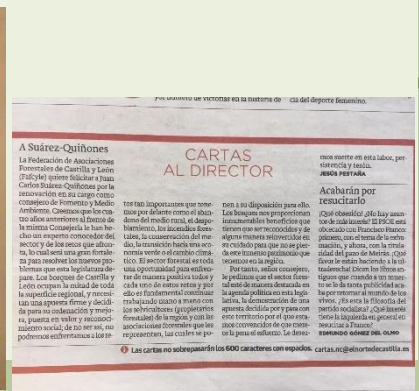 por número de victorias en la historia de
cia del deporte femenino.
CARTAS
AL DIRECTOR
A Suárez-Quiñones
La Federación de Asociaciones
Forestales de Castilla y León
(Fafcyle) quiere felicitar a Juan
Carlos Suárez-Quiñones por la
renovación en su cargo como
consejero de Fomento y Medio
Ambiente. Creemos que los cua-
tro años anteriores al frente de
la misma Consejería le han he-
cho un experto conocedor del
sector y de los retos que afron-
ta, lo cual será una gran fortale-
za para resolver los nuevos pro-
blemas que esta legislatura de-
pare. Los bosques de Castilla y
León ocupan la mitad de toda
la superficie regional, y necesi-
tan una apuesta firme y decidi-
da para su ordenación y mejo-
ra, puesta en valor y reconoci-
miento social; de no ser así, no
podremos enfrentarnos a los re-
tos tan importantes que tene-
mos por delante como el aban-
dono del medio rural, el despo-
blamiento, los incendios fores-
tales, la conservación del me-
dio, la transición hacia una eco-
nomía verde o el cambio climá-
tico. El sector forestal es toda
una oportunidad para enfren-
tar de manera positiva todos y
cada uno de estos retos y por
ello es fundamental continuar
trabajando mano a mano con
los selvicultores (propietarios
forestales) de la región y con las
asociaciones forestales que les
representan, las cuales se po-
nen a su disposición para ello.
Los bosques nos proporcionan
innumerables beneficios que
tienen que ser reconocidos y de
alguna manera reinvertidos en
su cuidado para que no se pier-
da este inmenso patrimonio que
tenemos en la región.
Por tanto, señor consejero,
le pedimos que el sector fores-
tal esté de manera destacada en
la agenda política en esta legis-
latura, la demostración de una
apuesta decidida por y para con
este territorio por el que esta-
mos convencidos de que mere-
ce la pena el esfuerzo. Le desea-
mos suerte en esta labor, per-
sistencia y tesón.
JESÚS PESTAÑA
Acabarán por
resucitarlo
¡Qué obsesión! ¿No hay asun-
tos de más interés? El PSOE está
obcecado con Francisco Franco:
primero, con el tema de la exhu-
mación, y ahora, con la titula-
ridad del pazo de Meirás. ¡Qué
favor le están haciendo a la ul-
traderecha! Dicen los libros an-
tiguos que cuando a un muer-
to se le da tanta publicidad aca-
ba por retornar al mundo de los
vivos. ¿Es esta la filosofía del
partido socialista? ¿Qué interés
tiene la izquierda en general en
resucitar a Franco?
EDMUNDO GÓMEZ DEL OLMO
Las cartas no sobrepasarán los 600 caracteres con espacios. cartas.nc@elnortedecastilla.es